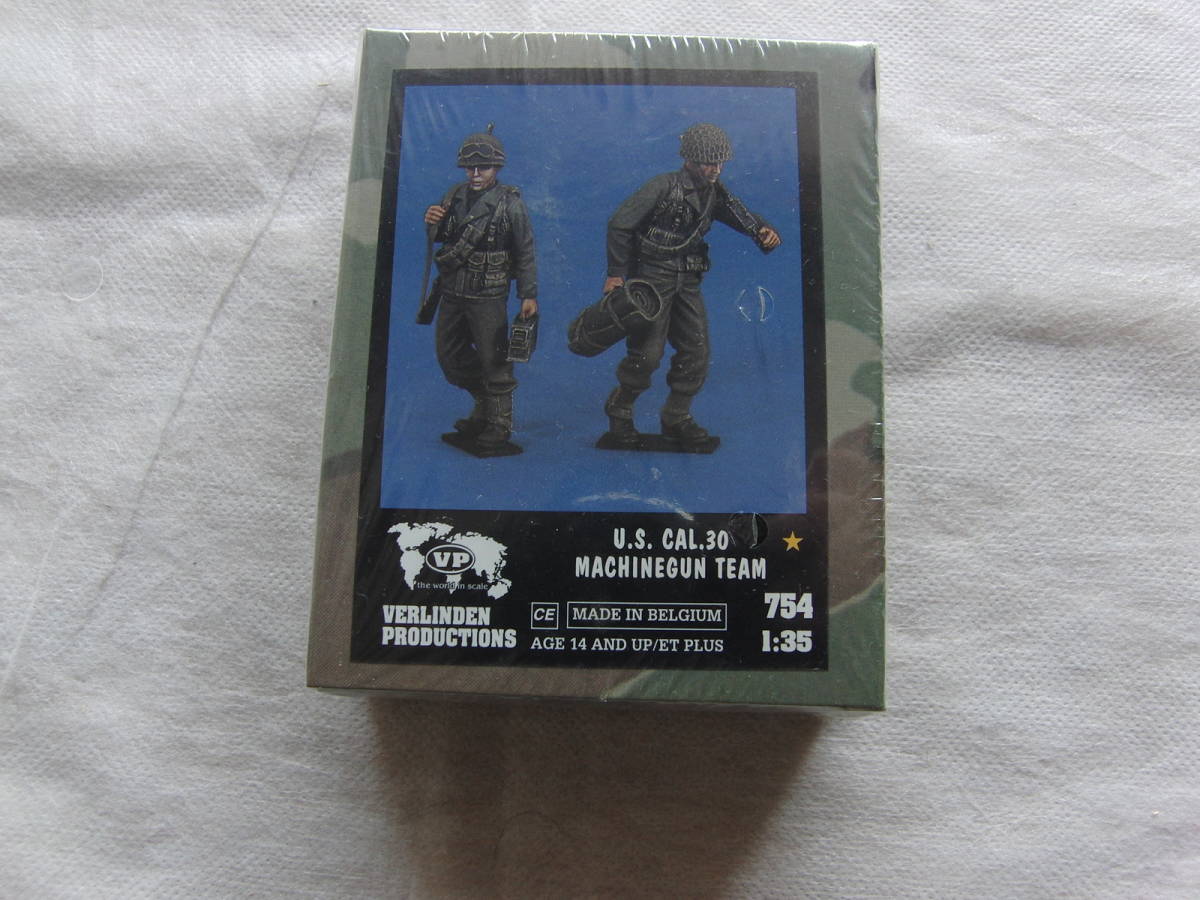 U.S. CAL.30
MACHINEGUN TEAM
VP
the world in scale
VERLINDEN
PRODUCTIONS
CE
MADE IN BELGIUM
AGE 14 AND UP/ET PLUS
754
1:35